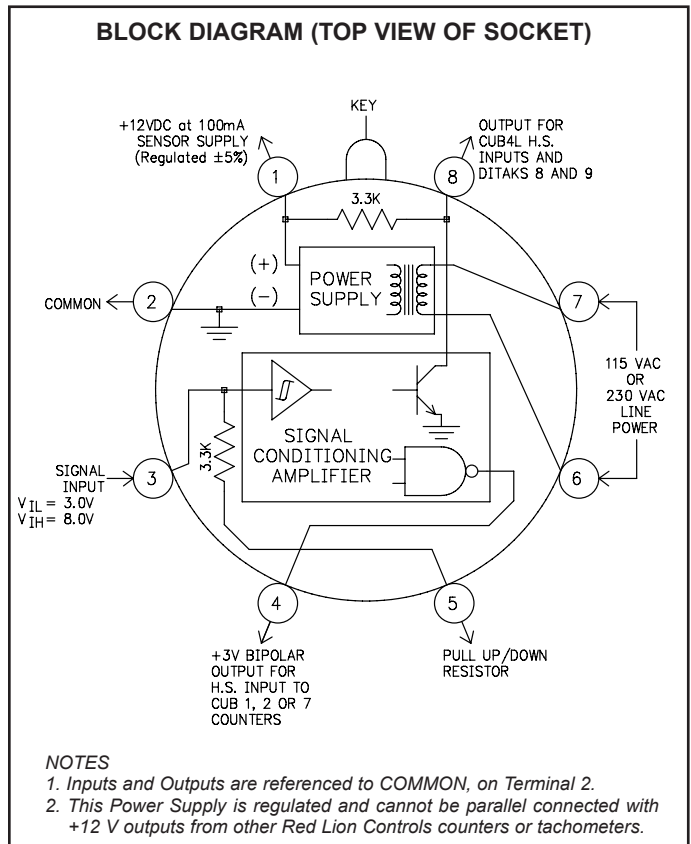 BLOCK DIAGRAM (TOP VIEW OF SOCKET)
KEY
+12VDC at 100mA
SENSOR SUPPLY
(Regulated ±5%)
OUTPUT FOR
CUB4L H.S.
INPUTS AND
DITAKS 8 AND 9
1
8
3.3K
(+)
(-)
POWER
SUPPLY
COMMON
2
7
115 VAC
OR
230 VAC
LINE
POWER
3.3K
SIGNAL
CONDITIONING
AMPLIFIER
SIGNAL
INPUT
VIL = 3.0V
VIH = 8.0V
3
6
4
5
+3V BIPOLAR
OUTPUT FOR
H.S. INPUT TO
CUB 1, 2 OR 7
COUNTERS
PULL UP/DOWN
RESISTOR
NOTES
1. Inputs and Outputs are referenced to COMMON, on Terminal 2.
2. This Power Supply is regulated and cannot be parallel connected with
+12 V outputs from other Red Lion Controls counters or tachometers.